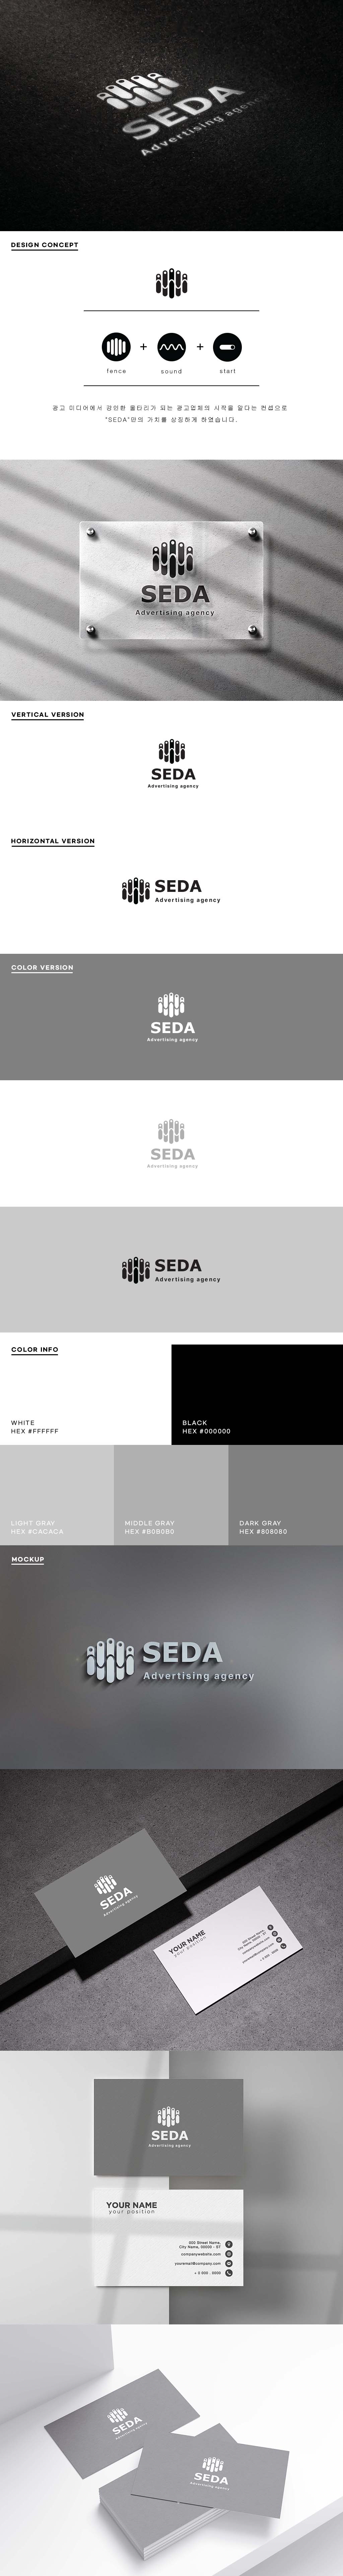 SEDA
Advertising agency
DESIGN CONCEPT
fence + sound + start
광고 미디어에서 강인한 울타리가 되는 광고업체의 시작을 알다는 컨셉으로
"SEDA"만의 가치를 상징하게 하였습니다.
SEDA
Advertising agency
VERTICAL VERSION
SEDA
Advertising agency
HORIZONTAL VERSION
SEDA
Advertising agency
COLOR VERSION
SEDA
Advertising agency
SEDA
Advertising agency
SEDA
Advertising agency
COLOR INFO
WHITE
HEX #FFFFFF
BLACK
HEX #000000
LIGHT GRAY
HEX #CACACA
MIDDLE GRAY
HEX #B0B0B0
DARK GRAY
HEX #808080
MOCKUP
SEDA
Advertising agency
SEDA
Advertising agency
YOUR NAME
your position
SEDA
Advertising agency
YOUR NAME
your position
City Name, 00000 - ST
companywebsite.com
youremail@company.com
+ 0 000 - 0000
SEDA
Advertising agency
SEDA
Advertising agency